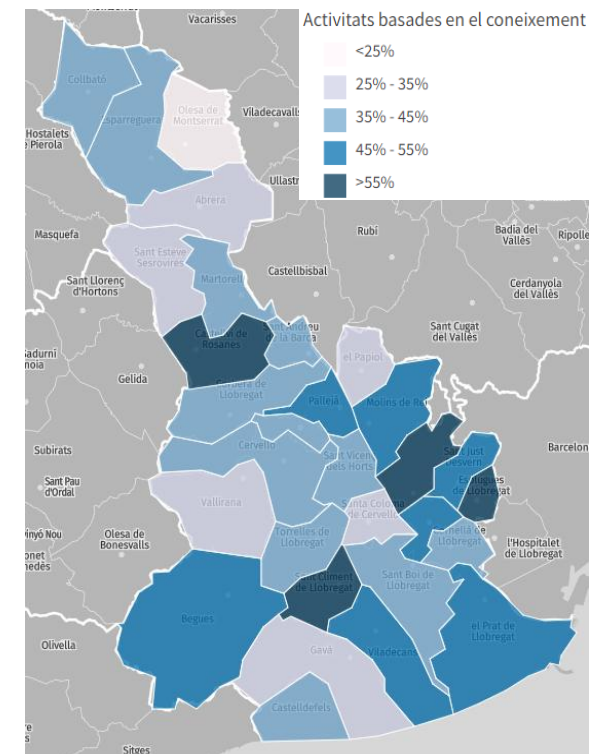 Activitats basades en el coneixement
<25%
25% - 35%
35% - 45%
45% - 55%
>55%
Vacarisses
Collbató
Esparreguera
Olesa de
Montserrat
Viladecavalls
Hostalets
Pierola
Ullastr
Abrera
Masquefa
Rubí
Badia del
Vallès
Ripolle
Sant Esteve
Sesrovires
Martorell
Castellbisbal
Sant Llorenç
d'Hortons
Cerdanyola
del Vallès
Sant Andreu
de la Barca
Castellví de
Rosanes
Sant Cugat
del Vallès
el Papiol
Gelida
Corbera de
Llobregat
Pallejà
Molins de Rei
Subirats
Cervelló
Sant Vicenç
dels Horts
Sant Just
Desvern
Barcelon
Sant Pau
d'Ordal
Esplugues
de Llobregat
Vallirana
Santa Coloma
de Cervelló
Olesa de
Bonesvalls
Torrelles de
Llobregat
Cornellà de
Llobregat
l'Hospitalet
de Llobregat
Sant Climent
de Llobregat
Sant Boi de
Llobregat
Begues
el Prat de
Llobregat
Olivella
Gavà
Viladecans
Castelldefels
Sitges